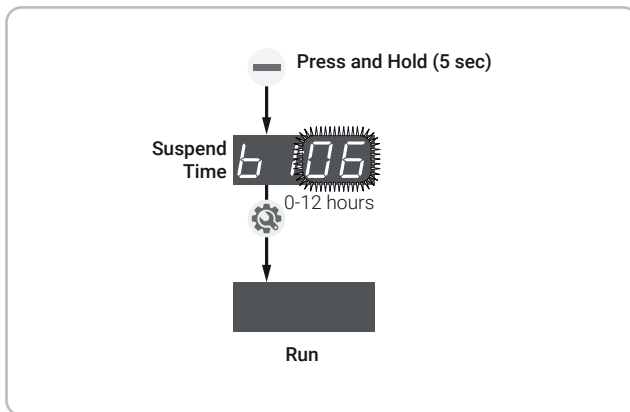 Press and Hold (5 sec)
Suspend
Time
b 106
0-12 hours
Run